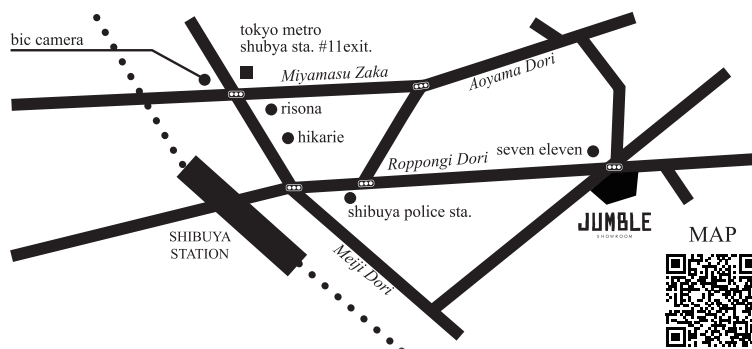 bic camera
tokyo metro
shubya sta. #11exit.
Miyamasu Zaka
Aoyama Dori
risona
hikarie
seven eleven
Roppongi Dori
shibuya police sta.
SHIBUYA
STATION
Meiji Dori
JUMBLE
SHOWROOM
MAP